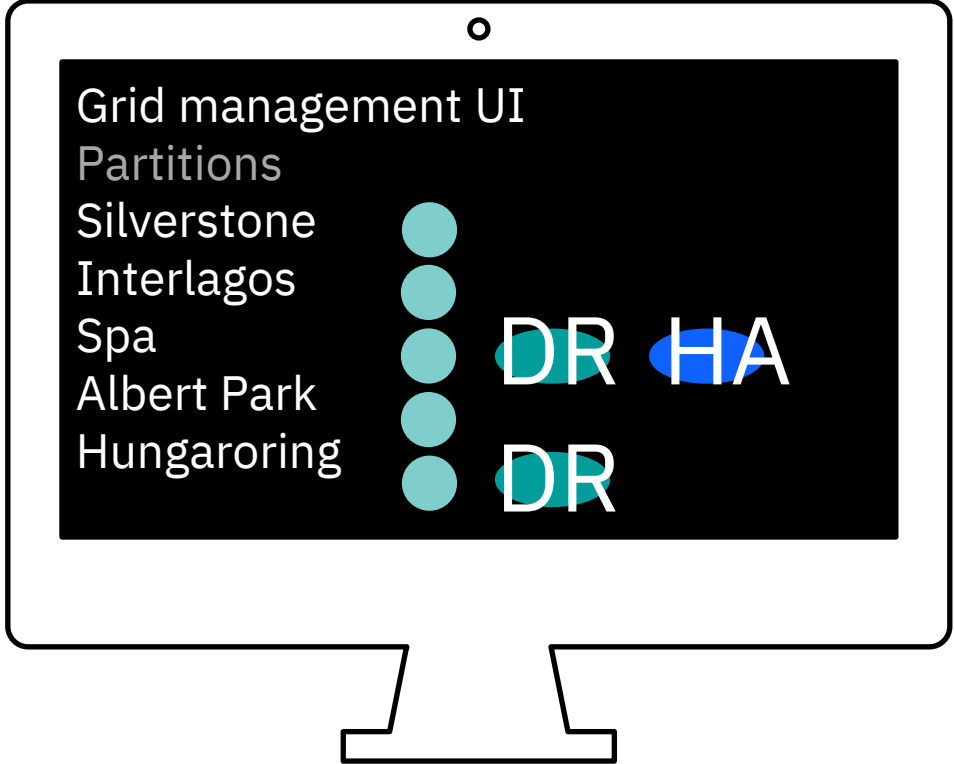 Grid management UI
Partitions
Silverstone
Interlagos
Spa
DR HA
Albert Park
Hungaroring
DR